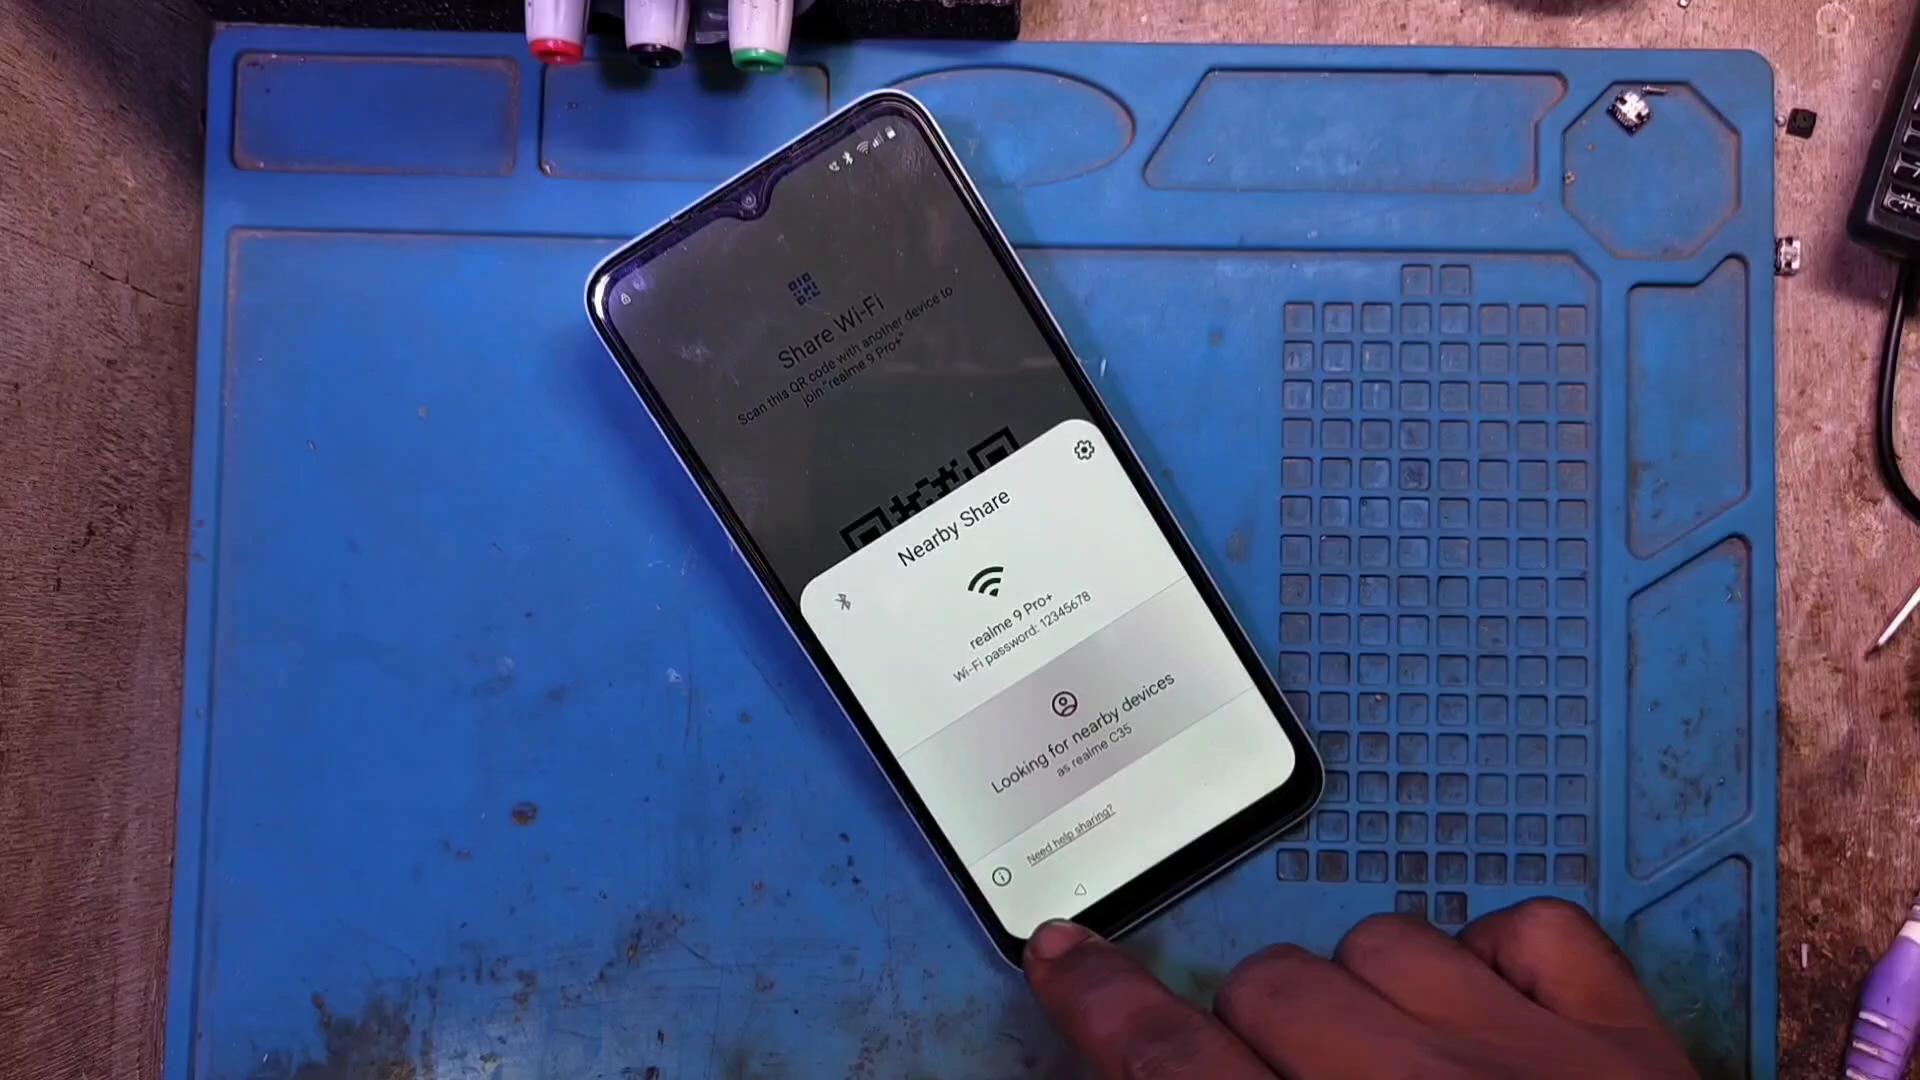 Share Wi-Fi
Scan this QR code with another device to
join "realme 9 Pro+"
Nearby Share
realme 9 Pro+
Wi-Fi password: 12345678
Looking for nearby devices
as realme C35
Need help sharing?